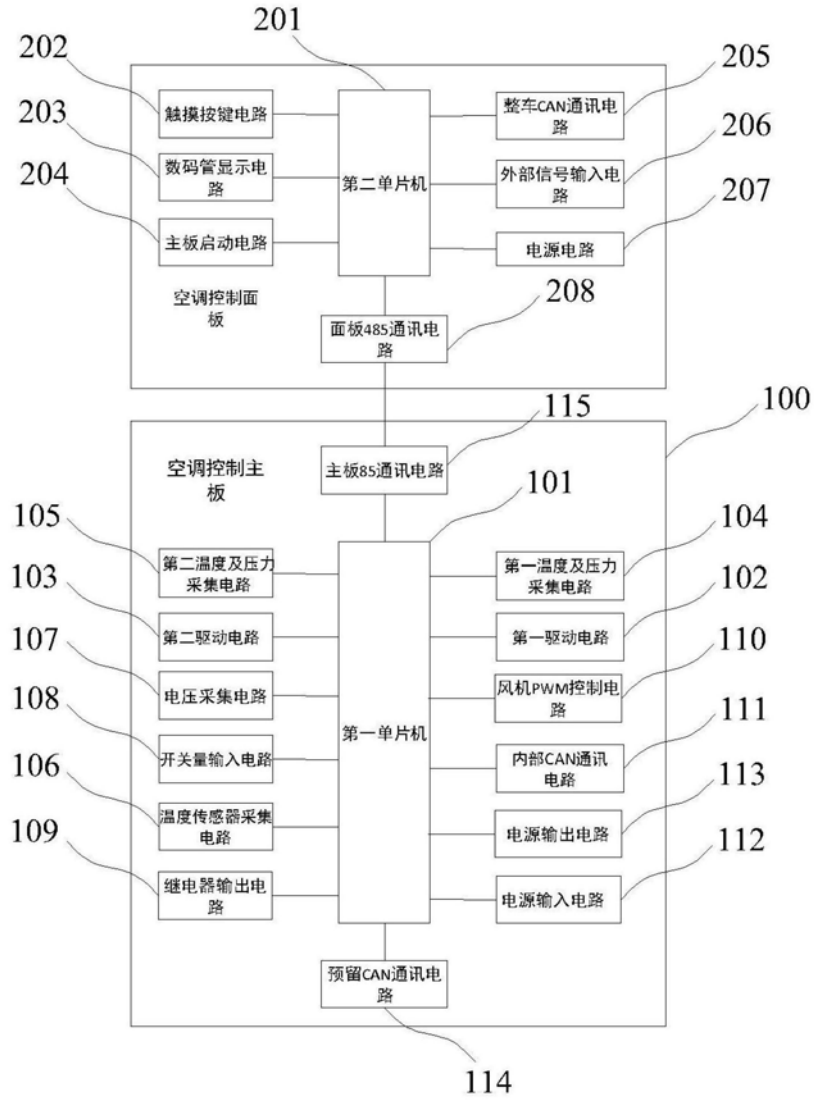 201
202
205
203
206
204
207
触摸按键电路
整车CAN通讯电
路
数码管显示电
路
第二单片机
外部信号输入电
路
主板启动电路
电源电路
空调控制面
板
208
面板485通讯电
路
115
100
空调控制主
板
主板85通讯电路
101
105
104
第二温度及压力
采集电路
第一温度及压力
采集电路
103
102
第二驱动电路
第一驱动电路
107
110
电压采集电路
风机PWM控制电
路
108
第一单片机
111
开关量输入电路
内部CAN通讯
电路
106
113
温度传感器采集
电路
电源输出电路
109
112
继电器输出电
路
电源输入电路
预留CAN通讯电
路
114